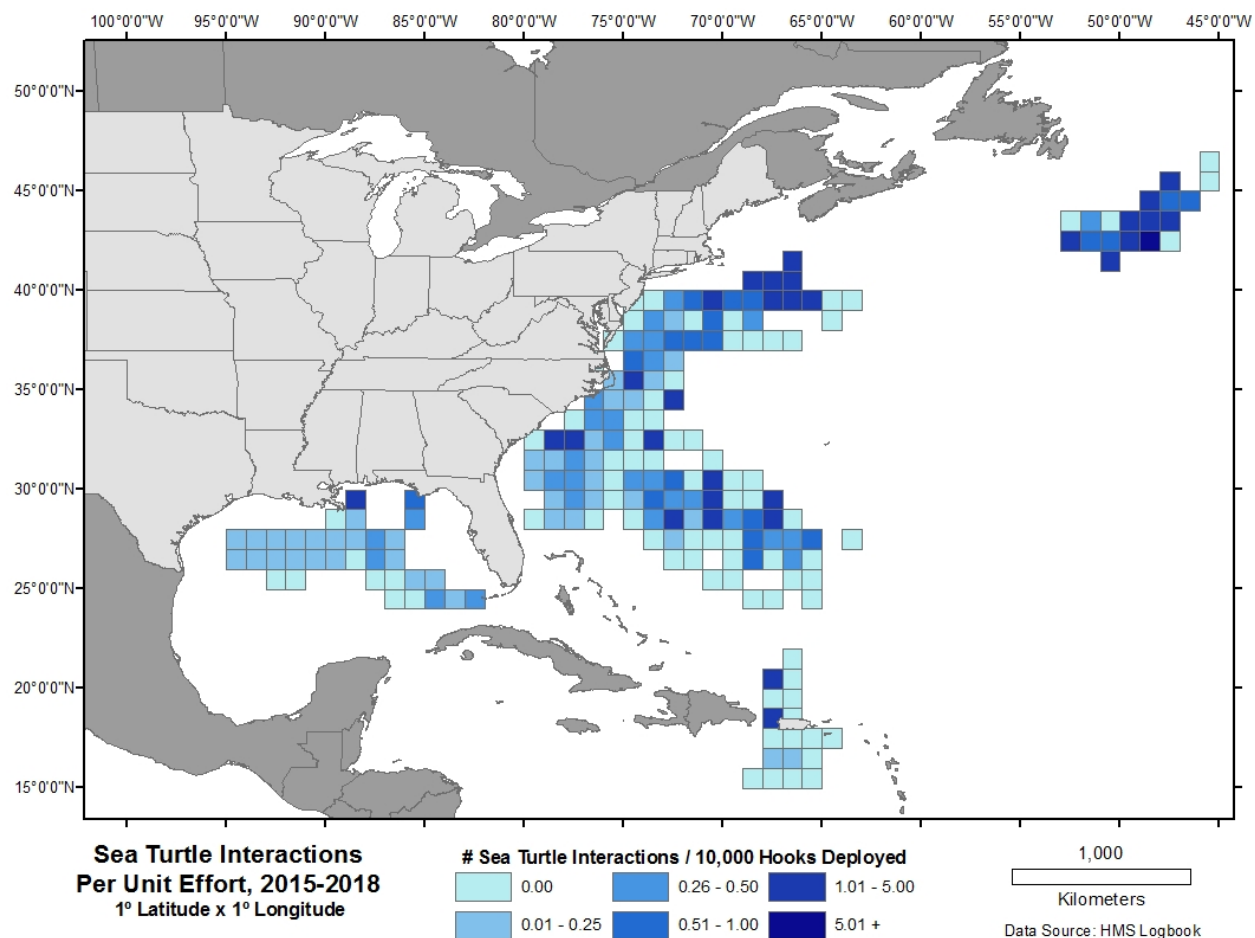 100°0'0"W 95°0'0"W 90°0'0"W 85°0'0"W 80°0'0"W 75°0'0"W 70°0'0"W 65°0'0"W 60°0'0"W 55°0'0"W 50°0'0"W 45°0'0"W
50°0'0"N
45°0'0"N
40°0'0"N
35°0'0"N
30°0'0"N
25°0'0"N
20°0'0"N
15°0'0"N
Sea Turtle Interactions
Per Unit Effort, 2015-2018
1º Latitude x 1º Longitude
# Sea Turtle Interactions / 10,000 Hooks Deployed
0.00 0.26 - 0.50 1.01 - 5.00
0.01 - 0.25 0.51 - 1.00 5.01 +
1,000
Kilometers
Data Source: HMS Logbook